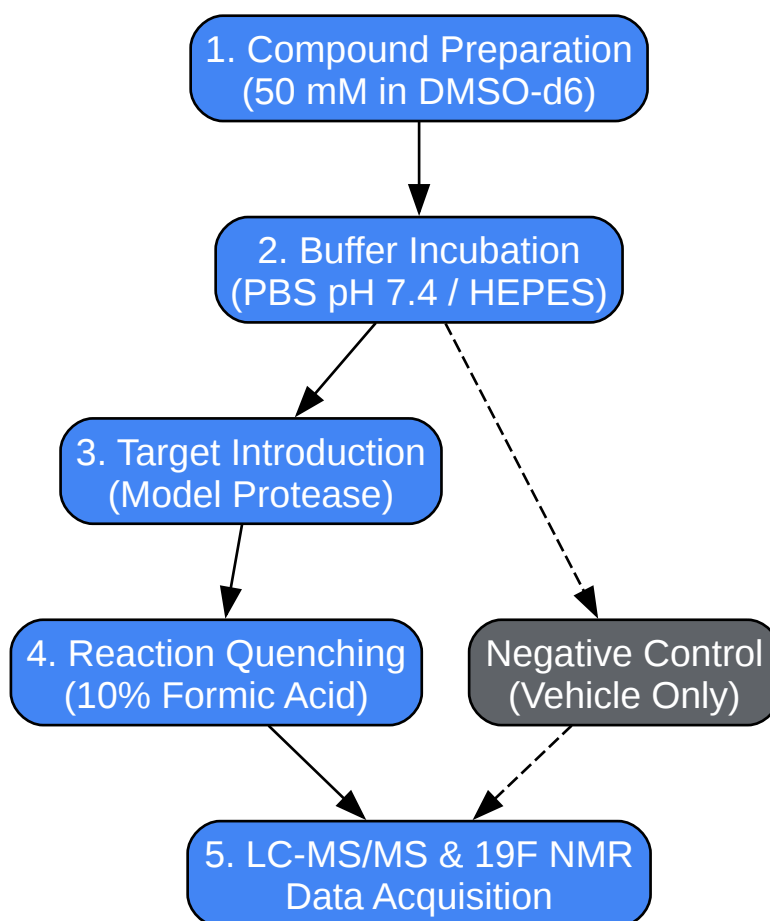 1. Compound Preparation
(50 mM in DMSO-d6)
2. Buffer Incubation
(PBS pH 7.4 / HEPES)
3. Target Introduction
(Model Protease)
4. Reaction Quenching
(10% Formic Acid)
Negative Control
(Vehicle Only)
5. LC-MS/MS & 19F NMR
Data Acquisition